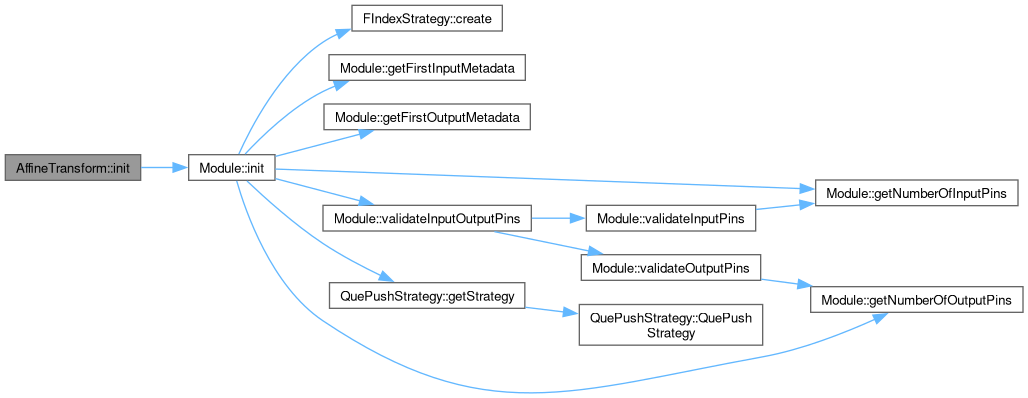 AffineTransform::init
Module::init
FIndexStrategy::create
Module::getFirstInputMetadata
Module::getFirstOutputMetadata
Module::getNumberOfInputPins
Module::validateInputOutputPins
Module::validateInputPins
Module::validateOutputPins
Module::getNumberOfOutputPins
QuePushStrategy::getStrategy
QuePushStrategy::QuePush
Strategy